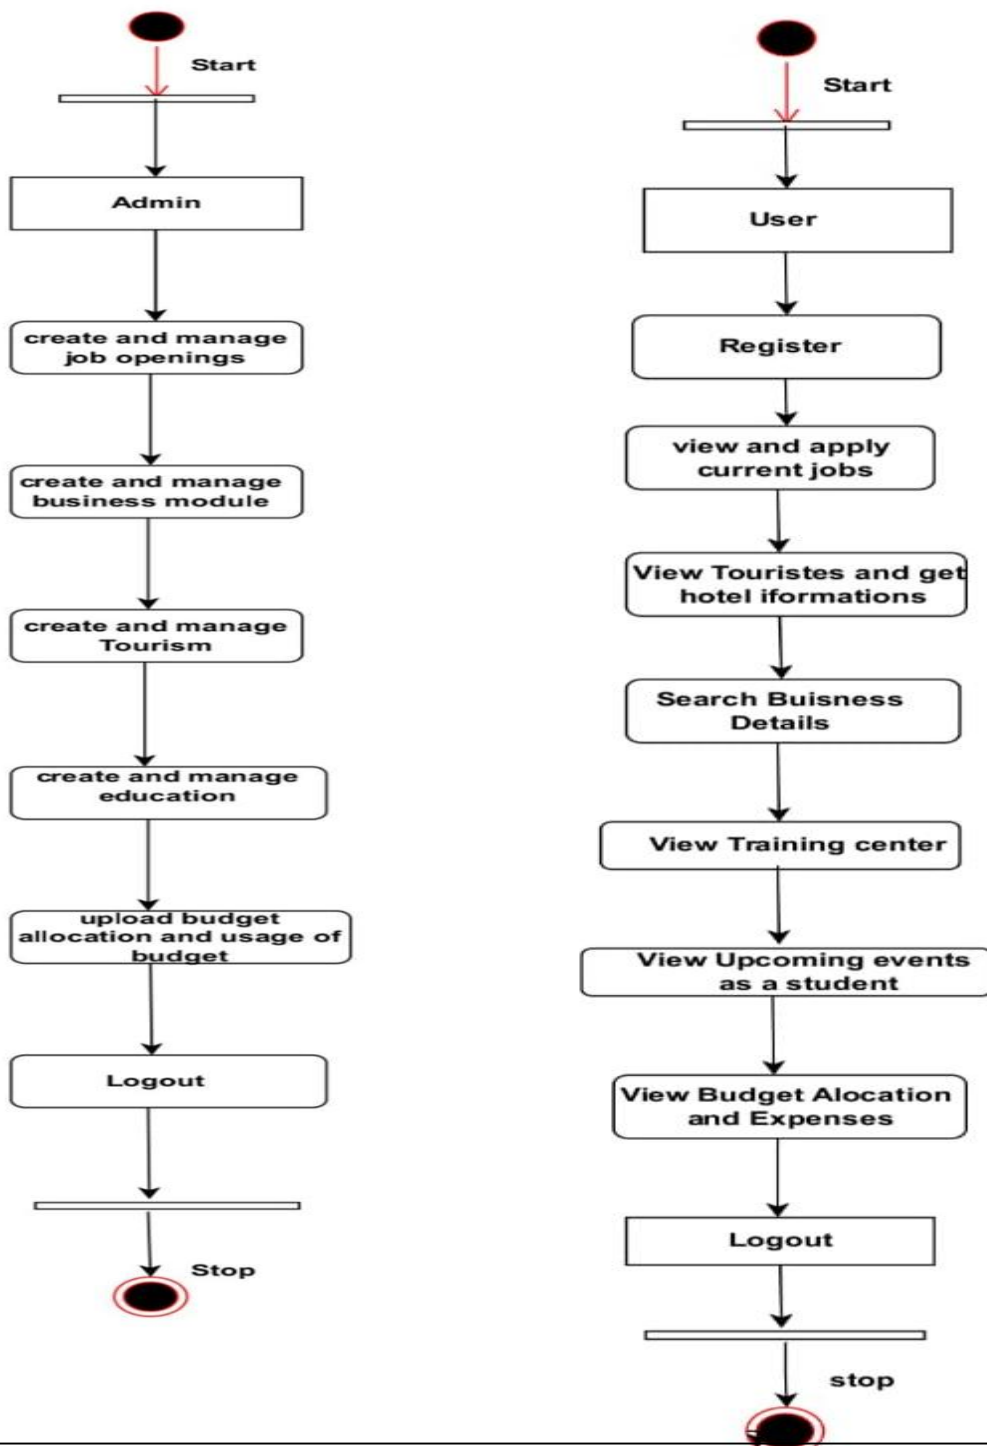 Start
Admin
create and manage
job openings
create and manage
business module
create and manage
Tourism
create and manage
education
upload budget
allocation and usage of
budget
Logout
Stop
Start
User
Register
view and apply
current jobs
View Touristes and get
hotel iformations
Search Buisness
Details
View Training center
View Upcoming events
as a student
View Budget Alocation
and Expenses
Logout
stop